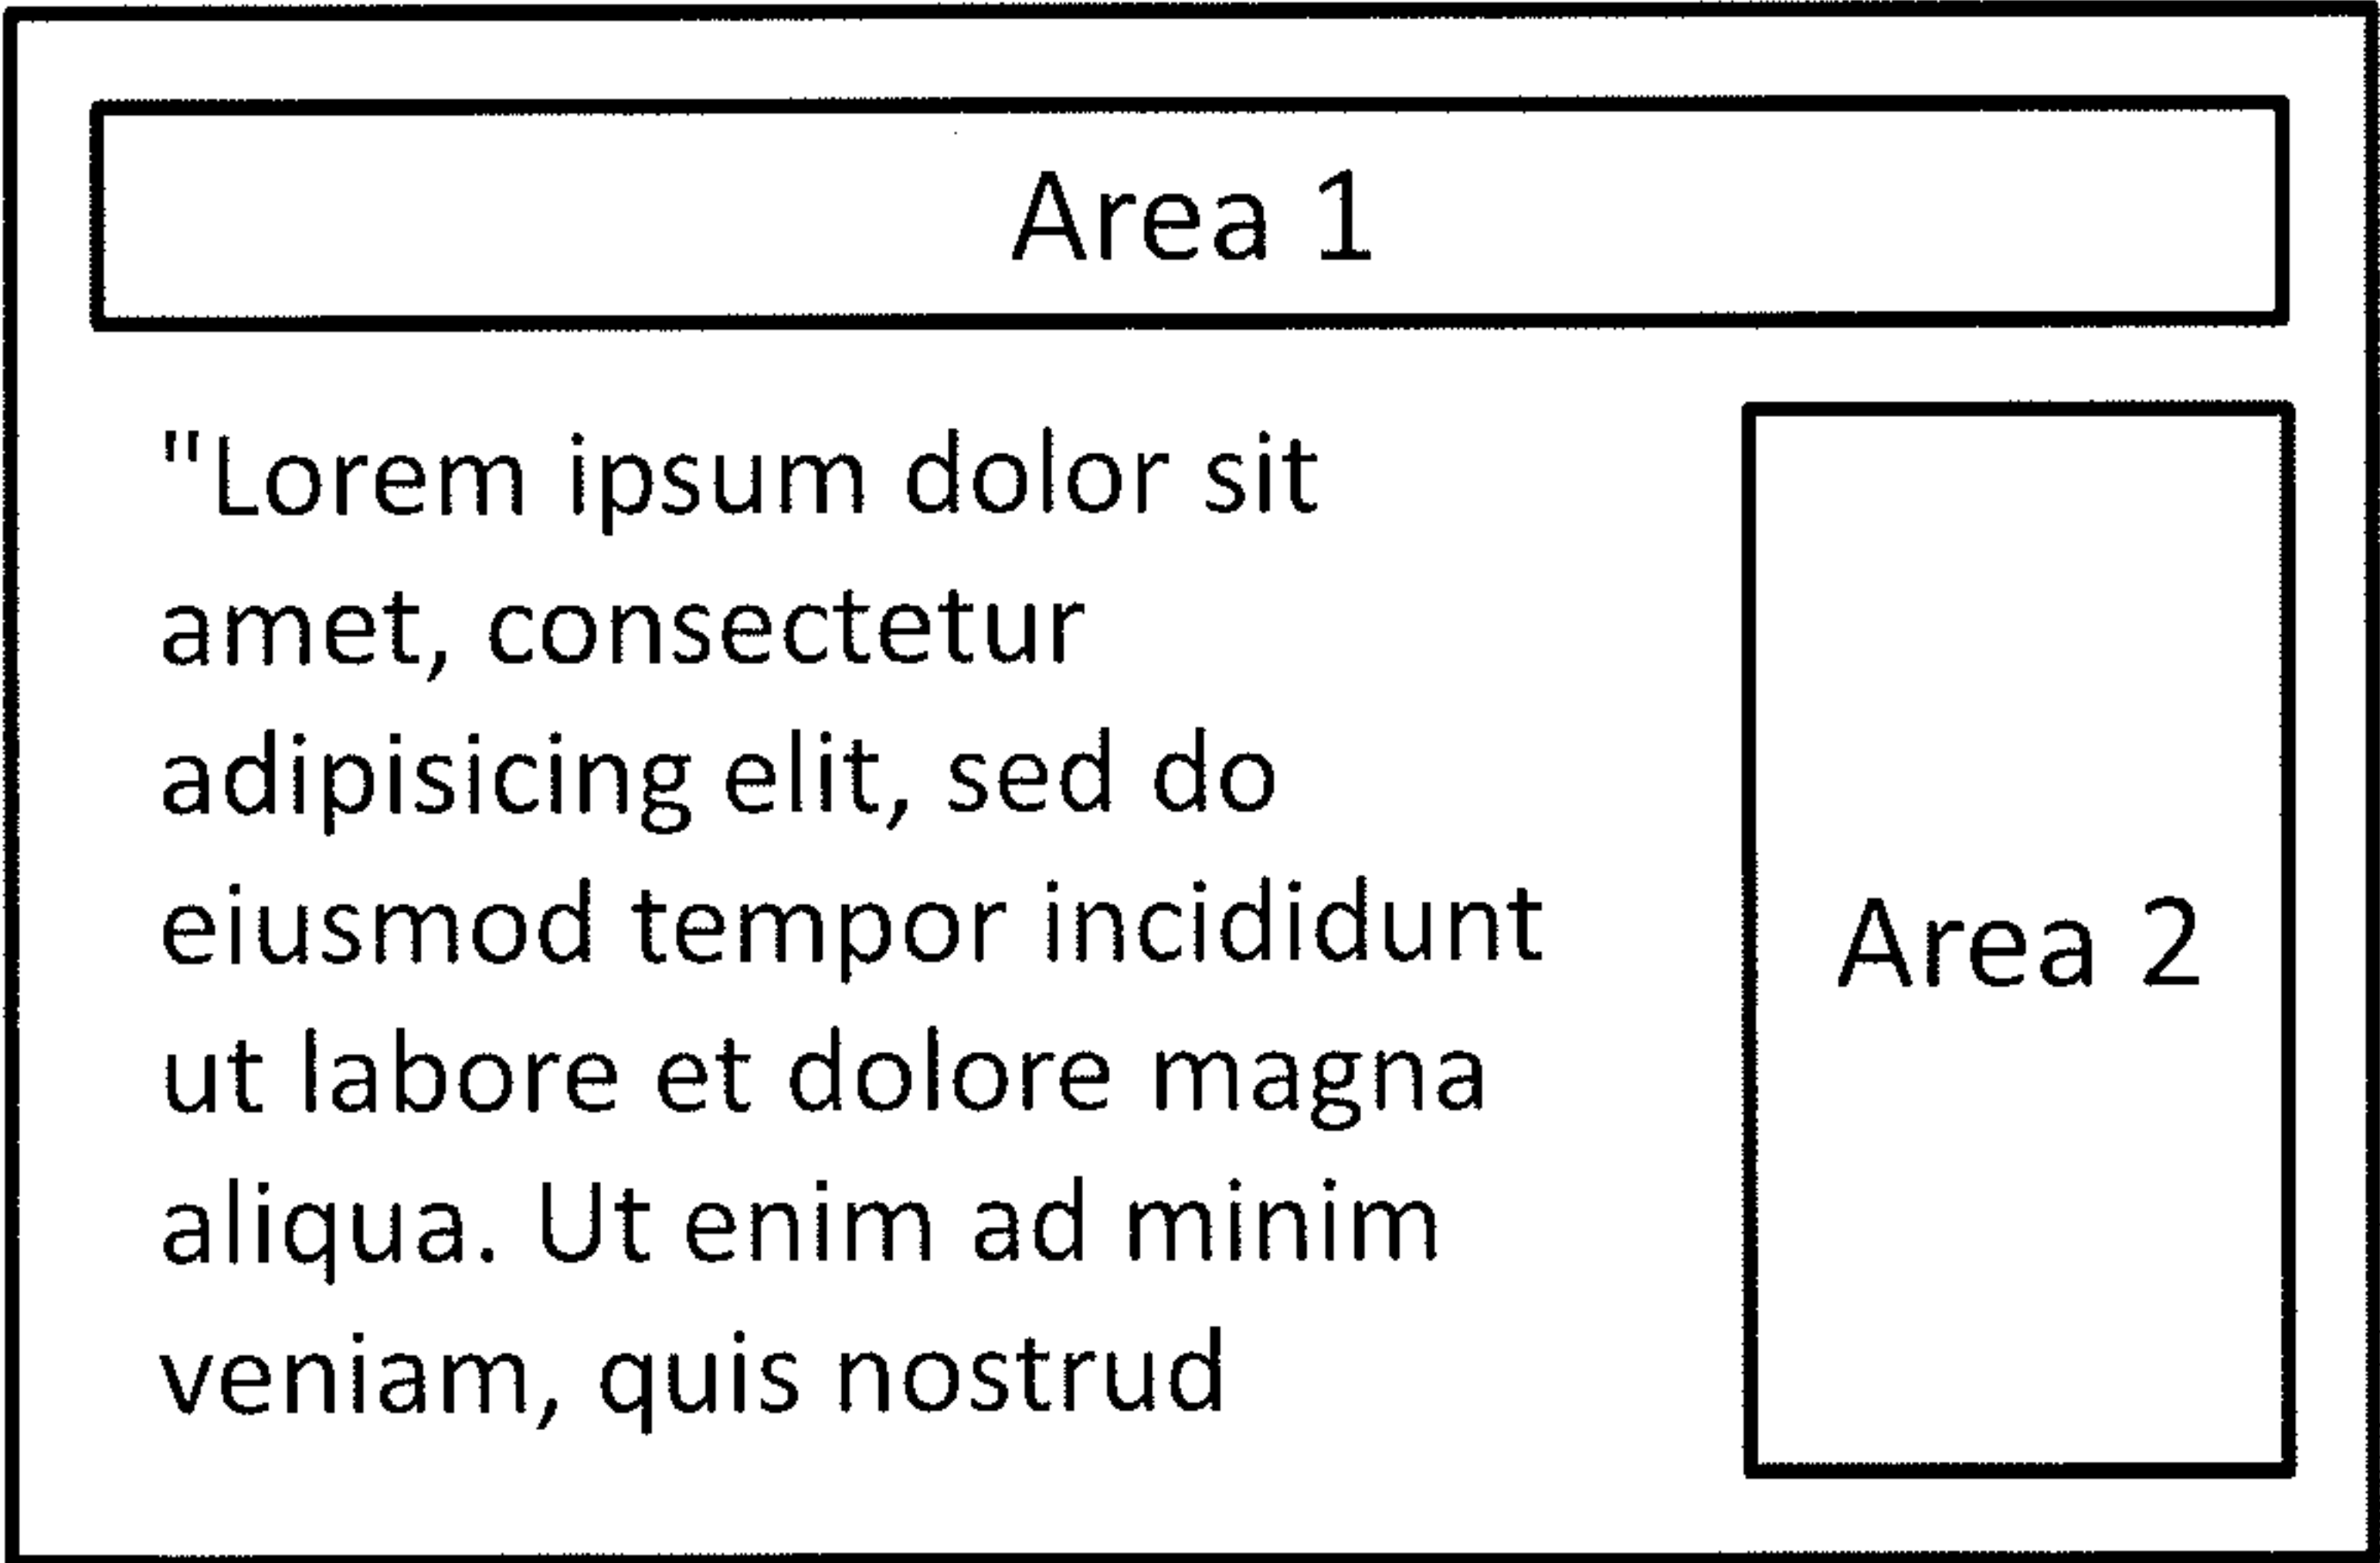 Area 1
"Lorem ipsum dolor sit
amet, consectetur
adipisicing elit, sed do
eiusmod tempor incididunt
ut labore et dolore magna
aliqua. Ut enim ad minim
veniam, quis nostrud
Area 2